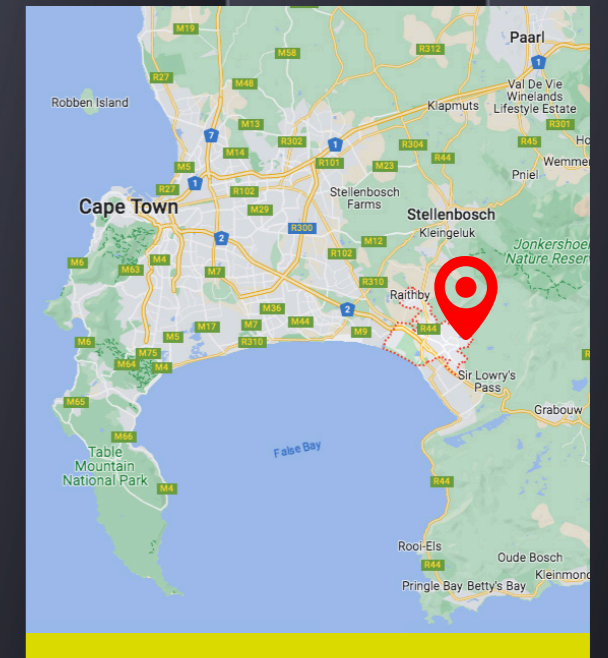 M19
Paarl
M58
R312
1
R27
M48
Val De Vie
Winelands
Lifestyle Estate
Robben Island
Klapmuts
M13
R301
7
R302
1
R304
R45
M14
R101
R44
M5
M23
Wemme
Pniel
1
R27
R102
Stellenbosch
Farms
Cape Town
M29
Stellenbosch
R300
Kleingeluk
2
M12
Jonkershoe
Nature Reser
M6
M4
R102
M63
M7
R310
Raithby
M36
2
M17
M7
M44
R44
M9
M6
M5
R310
M75
M64
M4
Sir Lowry's
Pass
M65
Grabouw
M66
False Bay
Table
Mountain
National Park
M4
R44
Rooi-Els
Oude Bosch
R44
Kleinmond
Pringle Bay
Betty's Bay